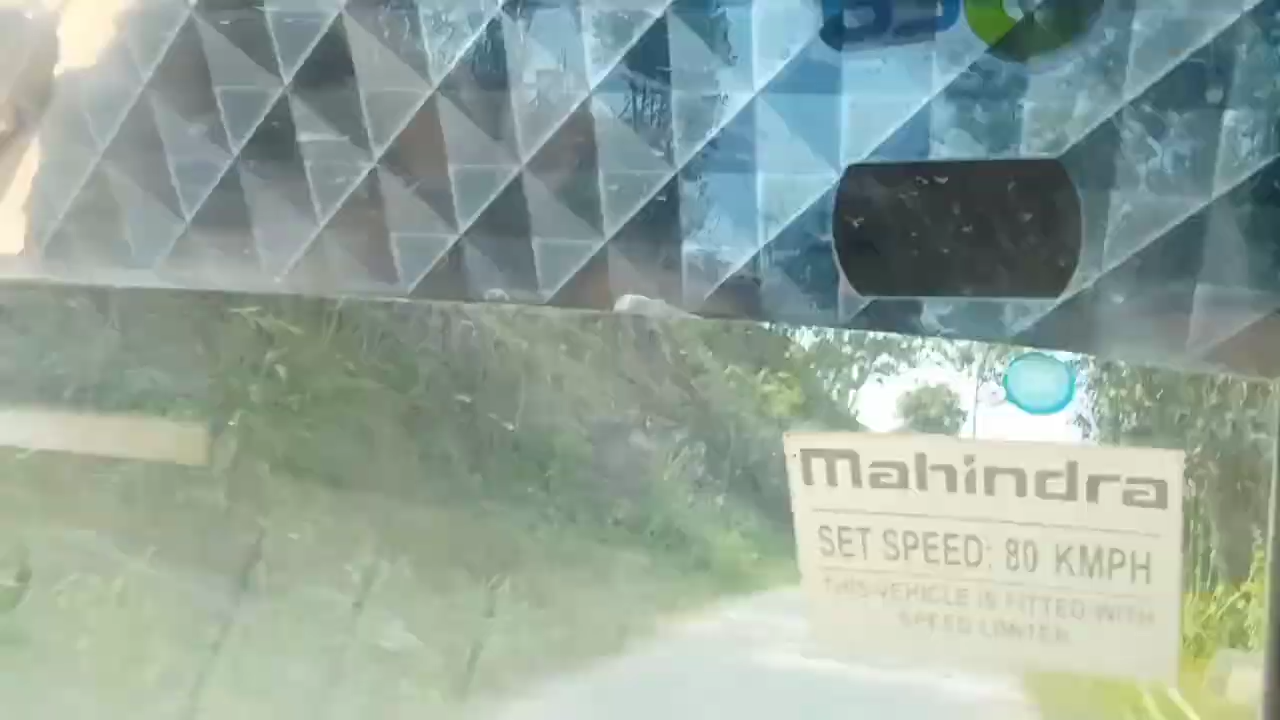 mahindra
SET SPEED: 80 KMPH
THIS VEHICLE IS FITTED WITH
SPEED LIMITER